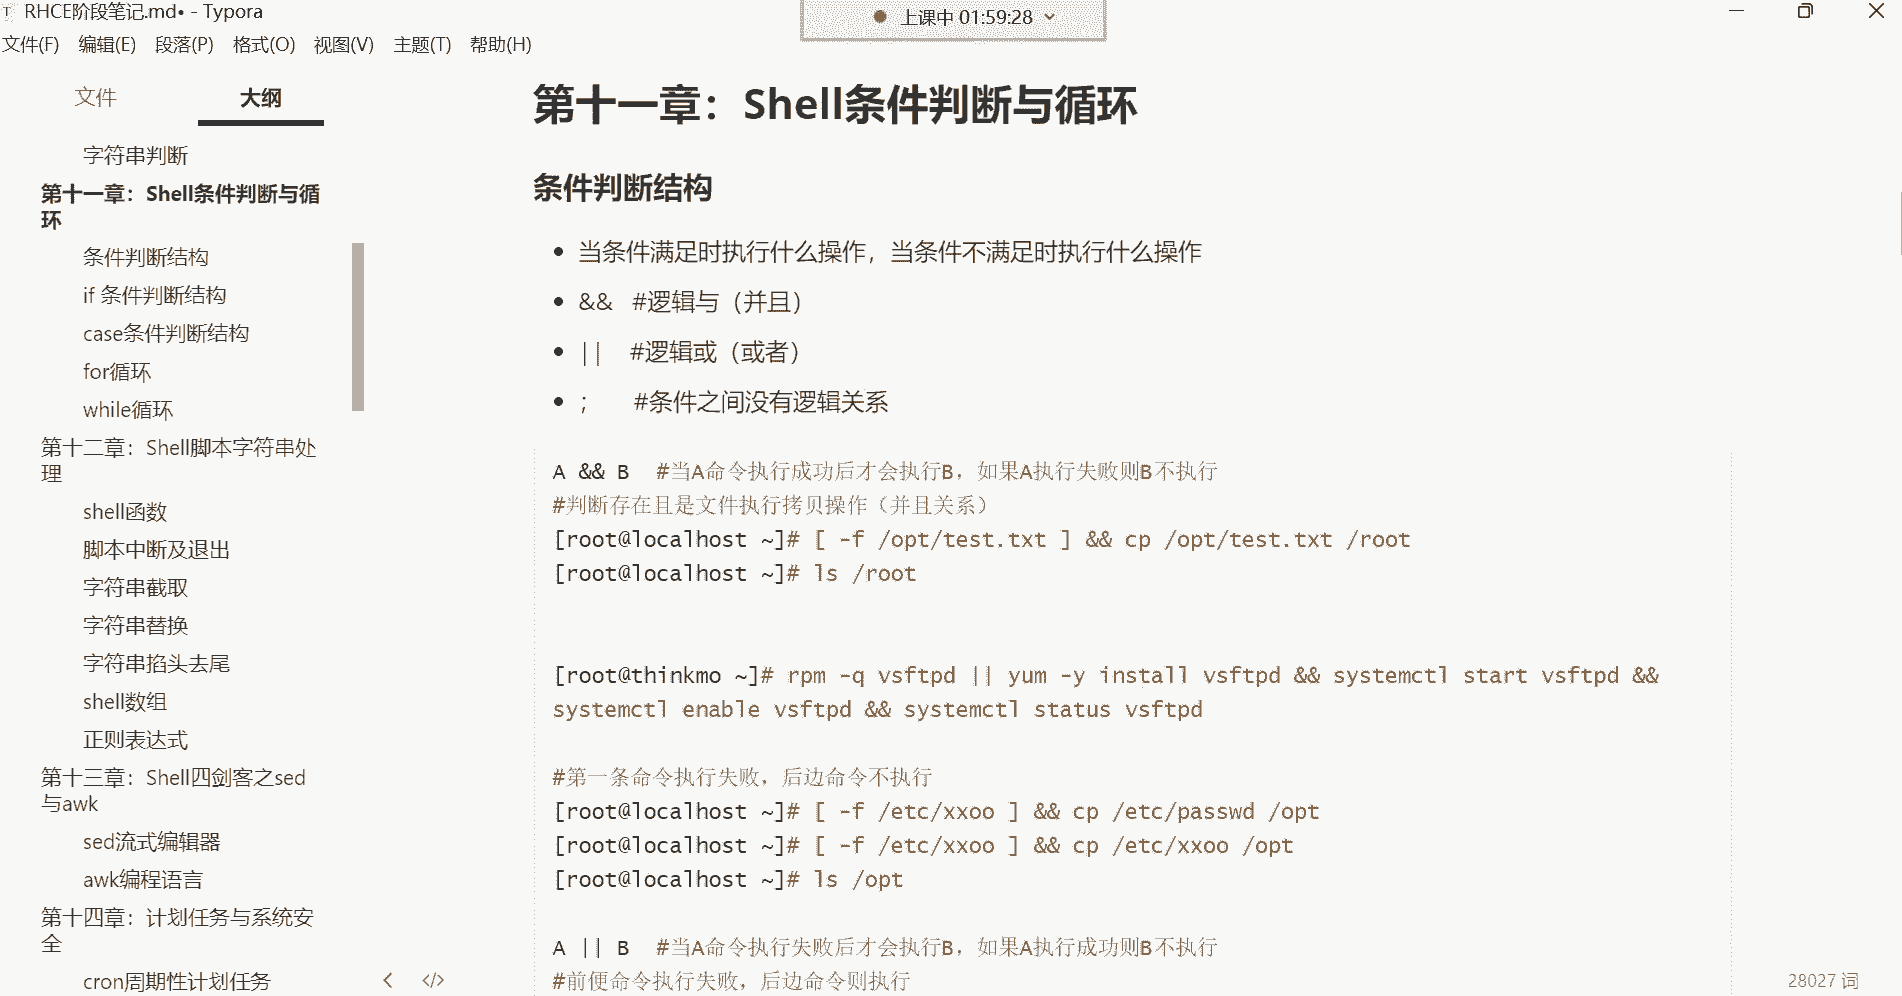 RHCE阶段笔记.md• - Typora
上课中 01:59:28
文件(F) 编辑(E) 段落(P) 格式(O) 视图(V) 主题(T) 帮助(H)
文件 大纲
字符串判断
第十一章：Shell条件判断与循
环
条件判断结构
if 条件判断结构
case条件判断结构
for循环
while循环
第十二章：Shell脚本字符串处
理
shell函数
脚本中断及退出
字符串截取
字符串替换
字符串掐头去尾
shell数组
正则表达式
第十三章：Shell四剑客之sed
与awk
sed流式编辑器
awk编程语言
第十四章：计划任务与系统安
全
cron周期性计划任务
第十一章：Shell条件判断与循环
条件判断结构
• 当条件满足时执行什么操作，当条件不满足时执行什么操作
• && #逻辑与（并且）
• || #逻辑或（或者）
• ; #条件之间没有逻辑关系
A && B #当A命令执行成功后才会执行B，如果A执行失败则B不执行
#判断存在且是文件执行拷贝操作（并且关系）
[root@localhost ~]# [ -f /opt/test.txt ] && cp /opt/test.txt /root
[root@localhost ~]# ls /root
[root@thinkmo ~]# rpm -q vsftpd || yum -y install vsftpd && systemctl start vsftpd &&
systemctl enable vsftpd && systemctl status vsftpd
#第一条命令执行失败，后边命令不执行
[root@localhost ~]# [ -f /etc/xxoo ] && cp /etc/passwd /opt
[root@localhost ~]# [ -f /etc/xxoo ] && cp /etc/xxoo /opt
[root@localhost ~]# ls /opt
A || B #当A命令执行失败后才会执行B，如果A执行成功则B不执行
#前便命令执行失败，后边命令则执行
28027 词